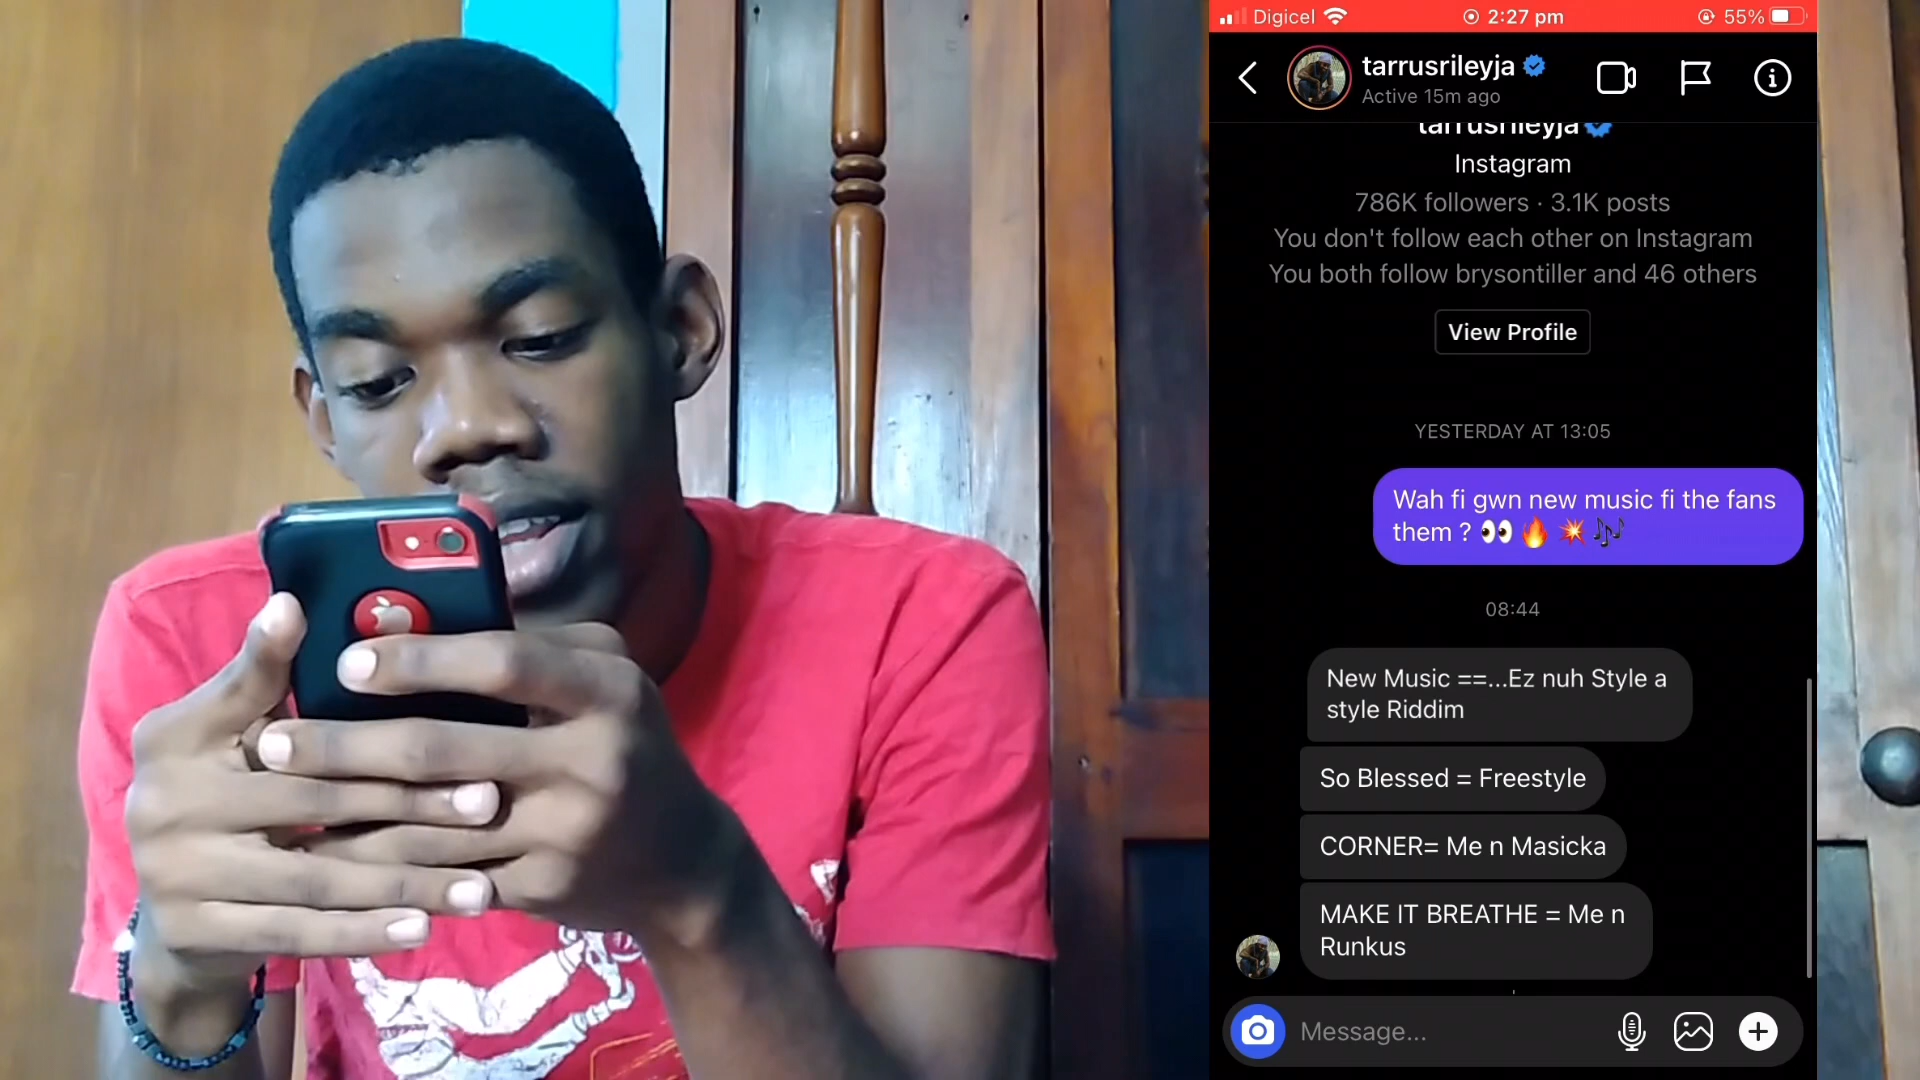 Digicel
2:27 pm
55%
tarrusrileyja
Active 15m ago
tarrusrileyja
Instagram
786K followers · 3.1K posts
You don't follow each other on Instagram
You both follow brysontiller and 46 others
View Profile
YESTERDAY AT 13:05
Wah fi gwn new music fi the fans
them ? 👀 🔥 💥 🎶
08:44
New Music ==...Ez nuh Style a
style Riddim
So Blessed = Freestyle
CORNER= Me n Masicka
MAKE IT BREATHE = Me n
Runkus
Message...